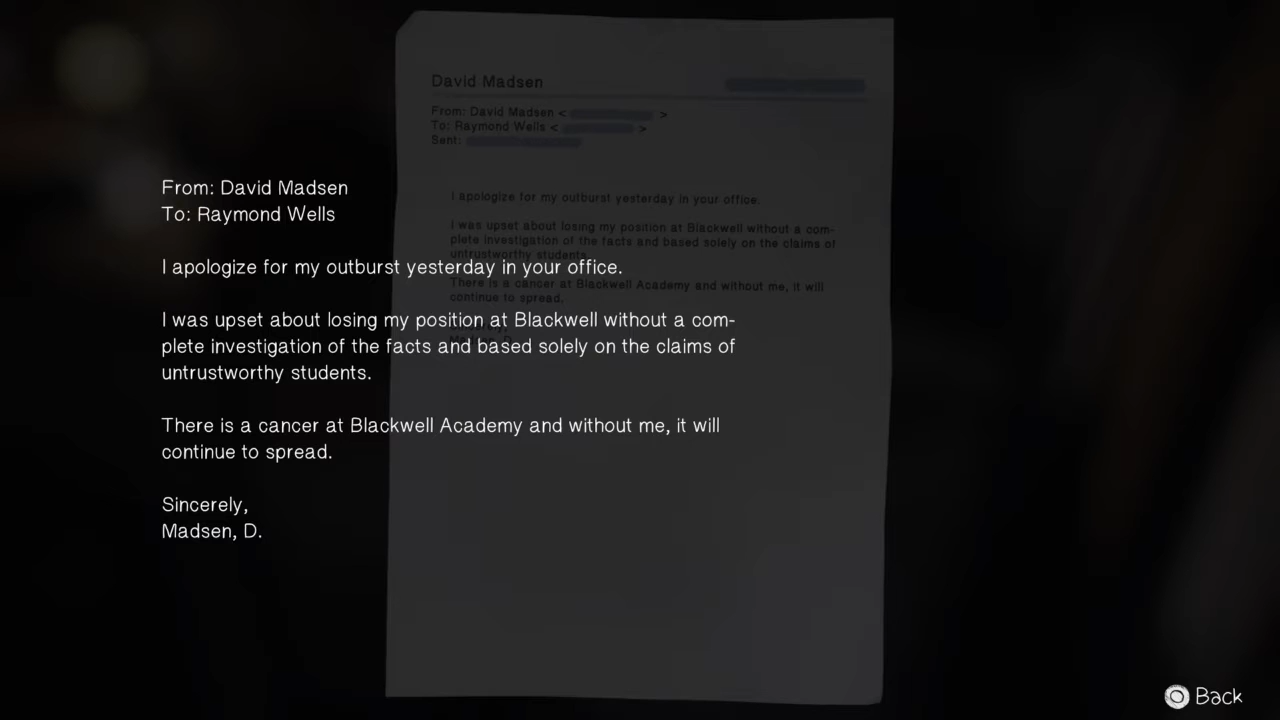 David Madsen
From: David Madsen < >
To: Raymond Wells < >
Sent:
I apologize for my outburst yesterday in your office.
I was upset about losing my position at Blackwell without a com-
plete investigation of the facts and based solely on the claims of
untrustworthy students.
There is a cancer at Blackwell Academy and without me, it will
continue to spread.
From: David Madsen
To: Raymond Wells
I apologize for my outburst yesterday in your office.
I was upset about losing my position at Blackwell without a com-
plete investigation of the facts and based solely on the claims of
untrustworthy students.
There is a cancer at Blackwell Academy and without me, it will
continue to spread.
Sincerely,
Madsen, D.
Back